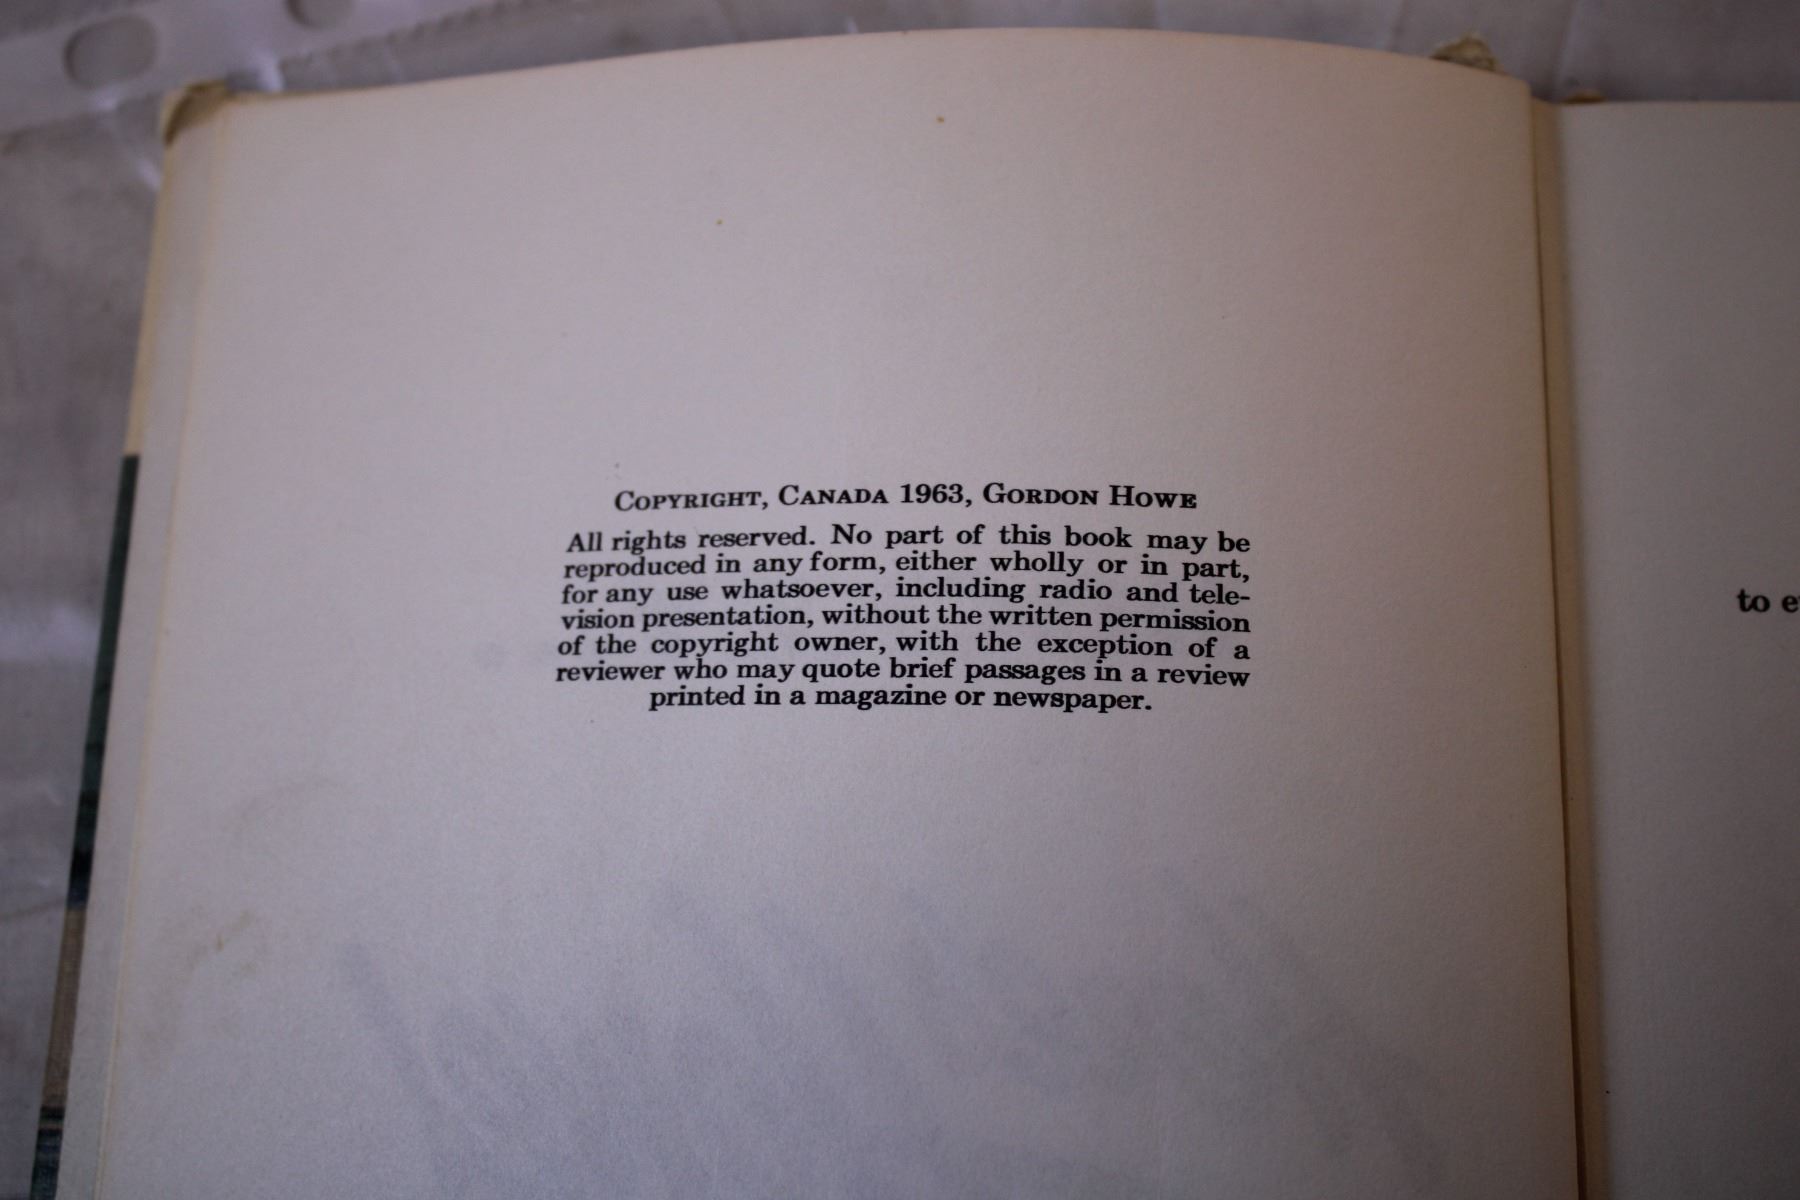 COPYRIGHT, CANADA 1963, GORDON HOWE
All rights reserved. No part of this book may be
reproduced in any form, either wholly or in part,
for any use whatsoever, including radio and tele-
vision presentation, without the written permission
of the copyright owner, with the exception of a
reviewer who may quote brief passages in a review
printed in a magazine or newspaper.
to